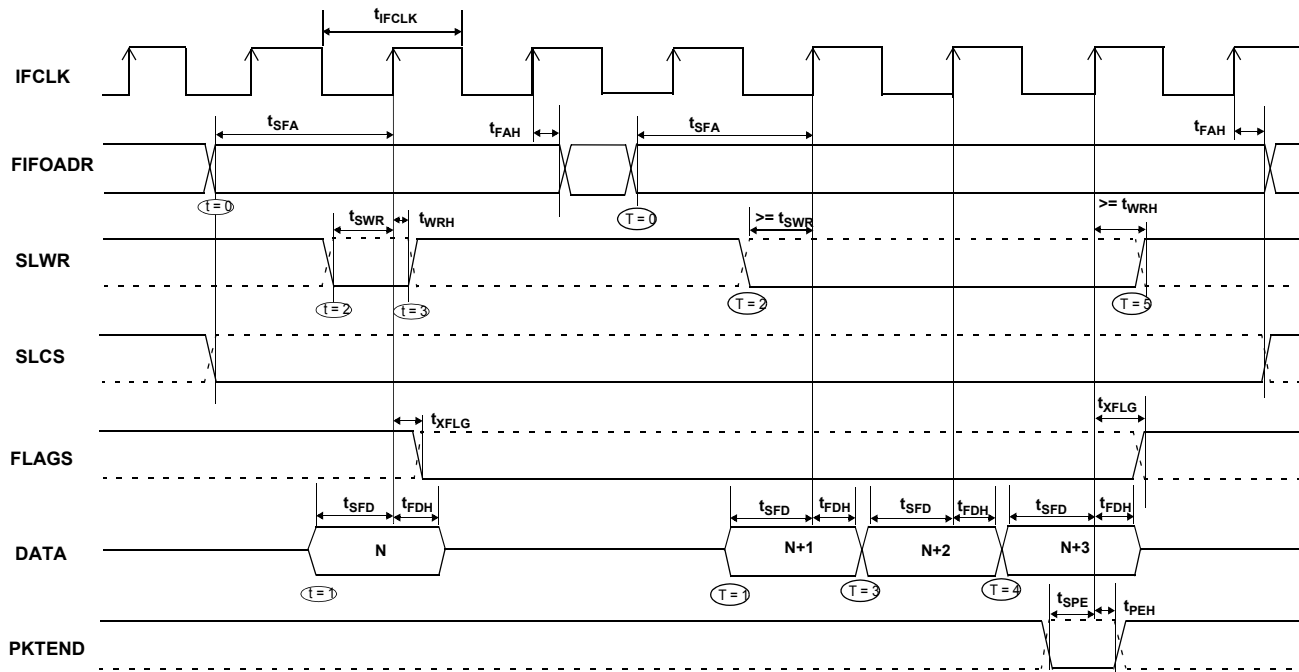 tIFCLK
IFCLK
tSFA
tFAH
tSFA
tFAH
FIFOADR
t = 0
T = 0
tSWR
tWRH
>= tSWR
>= tWRH
SLWR
t = 2
t = 3
T = 2
T = 5
SLCS
tXFLG
tXFLG
FLAGS
tSFD
tFDH
tSFD
tFDH
tSFD
tFDH
tSFD
tFDH
DATA
N
N+1
N+2
N+3
t = 1
T = 1
T = 3
T = 4
tSPE
tPEH
PKTEND